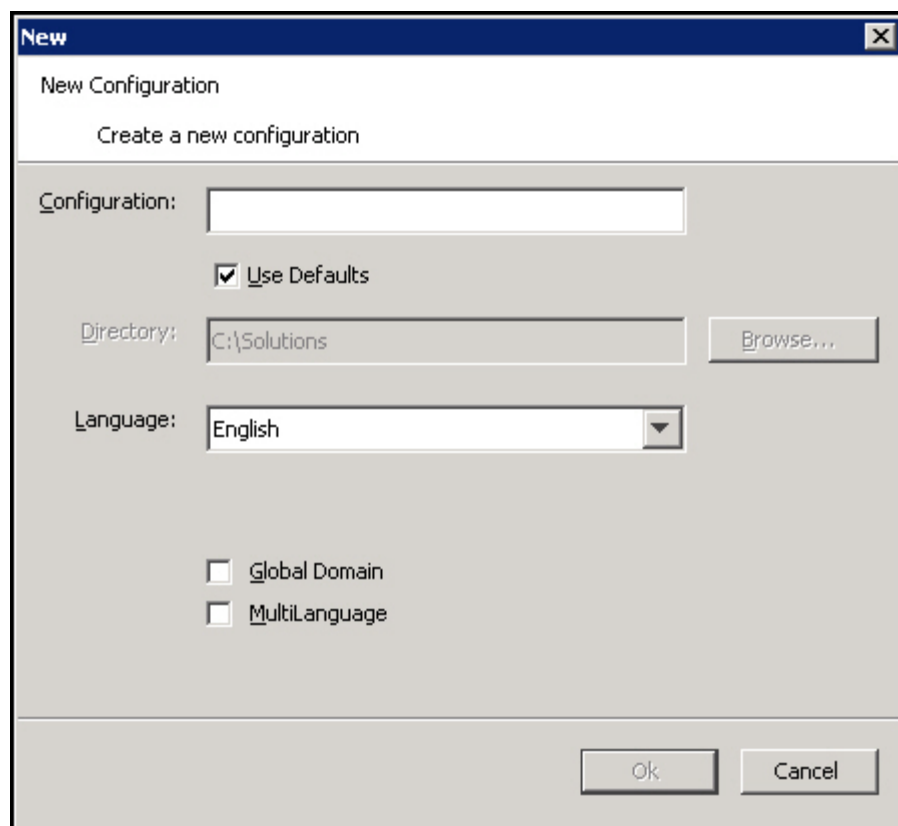 New
New Configuration
Create a new configuration
Configuration:
Use Defaults
Directory: C:\Solutions Browse...
Language: English
Global Domain
MultiLanguage
Ok Cancel